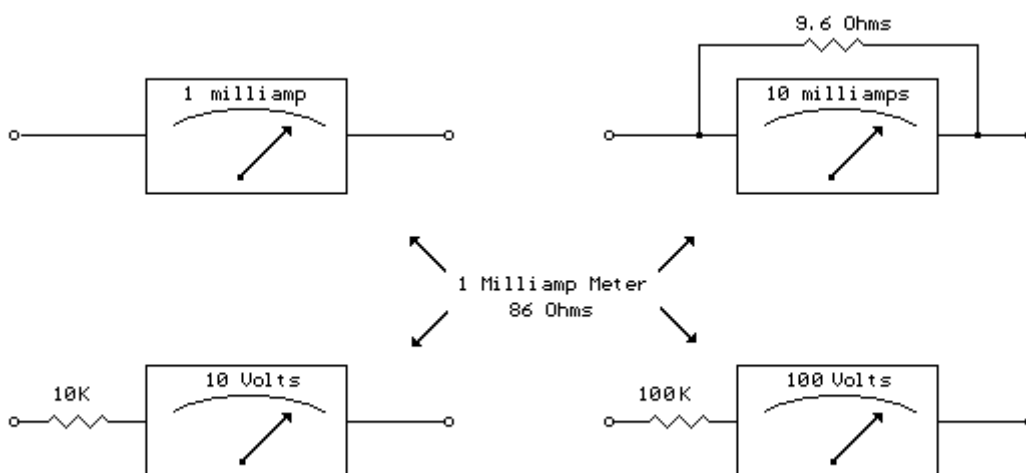 9.6 Ohms
1 milliamp
10 milliamps
1 Milliamp Meter
86 Ohms
10K
10 Volts
100K
100 Volts